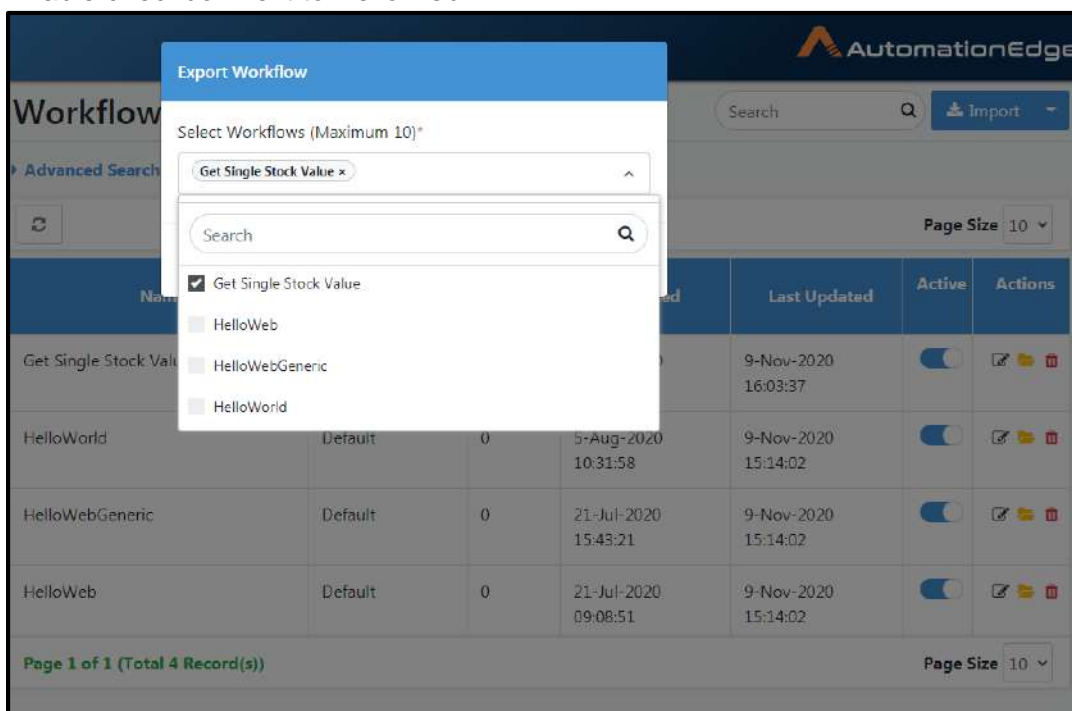 AutomationEdge
Export Workflow
Workflow
Search
Import
Select Workflows (Maximum 10)*
Advanced Search
Get Single Stock Value ×
Search
Page Size 10
Get Single Stock Value
Last Updated
Active
Actions
HelloWeb
Get Single Stock Valu
HelloWebGeneric
9-Nov-2020
16:03:37
HelloWorld
HelloWorld Default 0 5-Aug-2020 9-Nov-2020
10:31:58 15:14:02
HelloWebGeneric Default 0 21-Jul-2020 9-Nov-2020
15:43:21 15:14:02
HelloWeb Default 0 21-Jul-2020 9-Nov-2020
09:08:51 15:14:02
Page 1 of 1 (Total 4 Record(s)) Page Size 10